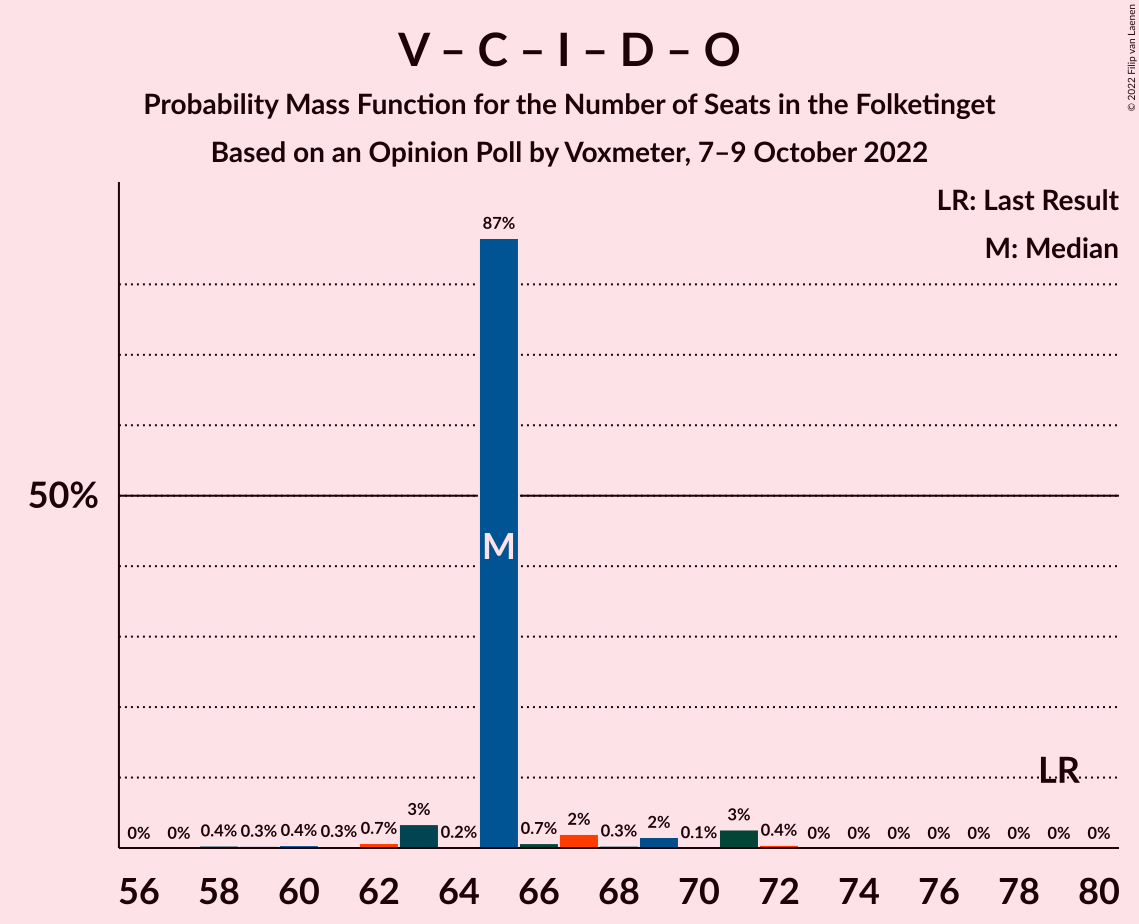 V – C – I – D – O
Probability Mass Function for the Number of Seats in the Folketinget
Based on an Opinion Poll by Voxmeter, 7–9 October 2022
© 2022 Filip van Laenen
LR: Last Result
M: Median
87%
50%
M
LR
0% 0% 0.4% 0.3% 0.4% 0.3% 0.7% 3% 0.2% 0.7% 2% 0.3% 2% 0.1% 3% 0.4% 0% 0% 0% 0% 0% 0% 0% 0%
56 58 60 62 64 66 68 70 72 74 76 78 80